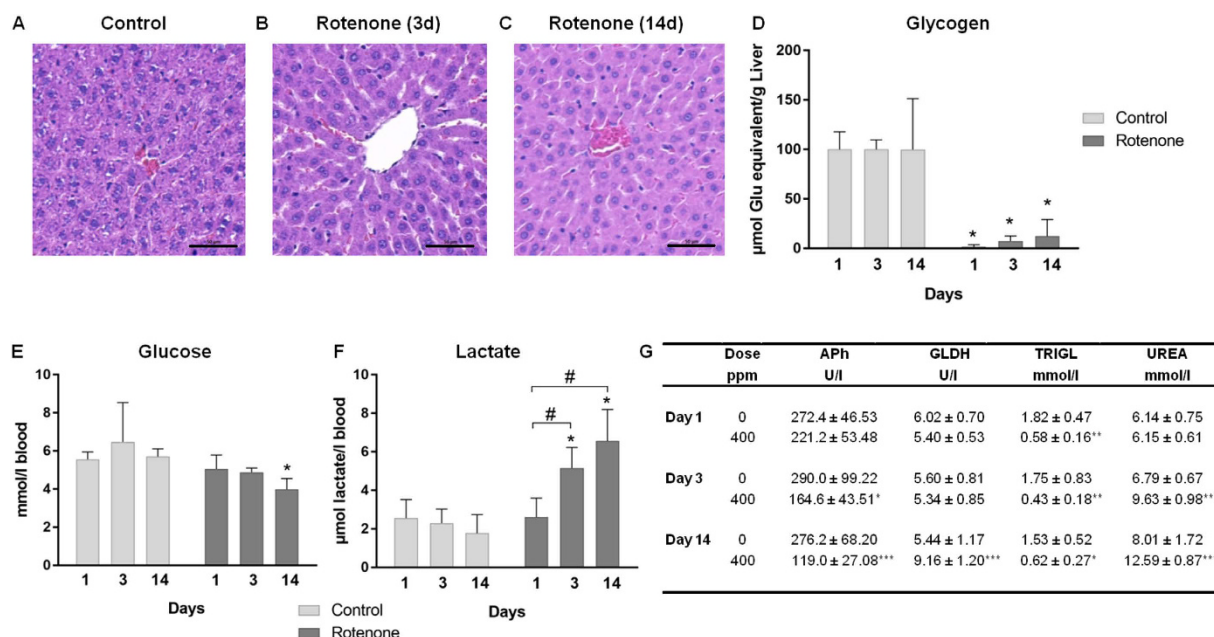 A Control B Rotenone (3d) C Rotenone (14d) D Glycogen
µmol Glu equivalent/g Liver
200
150
100
50
0
1 3 14 1 3 14
* * *
Days
Control
Rotenone
E Glucose
mmol/l blood
10
8
6
4
2
0
*
1 3 14 1 3 14
Days
F Lactate
µmol lactate/l blood
10
8
6
4
2
0
#
#
* *
1 3 14 1 3 14
Days
Control
Rotenone
G Dose APh GLDH TRIGL UREA
ppm U/l U/l mmol/l mmol/l
Day 1 0 272.4 ± 46.53 6.02 ± 0.70 1.82 ± 0.47 6.14 ± 0.75
400 221.2 ± 53.48 5.40 ± 0.53 0.58 ± 0.16** 6.15 ± 0.61
Day 3 0 290.0 ± 99.22 5.60 ± 0.81 1.75 ± 0.83 6.79 ± 0.67
400 164.6 ± 43.51* 5.34 ± 0.85 0.43 ± 0.18** 9.63 ± 0.98**
Day 14 0 276.2 ± 68.20 5.44 ± 1.17 1.53 ± 0.52 8.01 ± 1.72
400 119.0 ± 27.08*** 9.16 ± 1.20*** 0.62 ± 0.27* 12.59 ± 0.87**